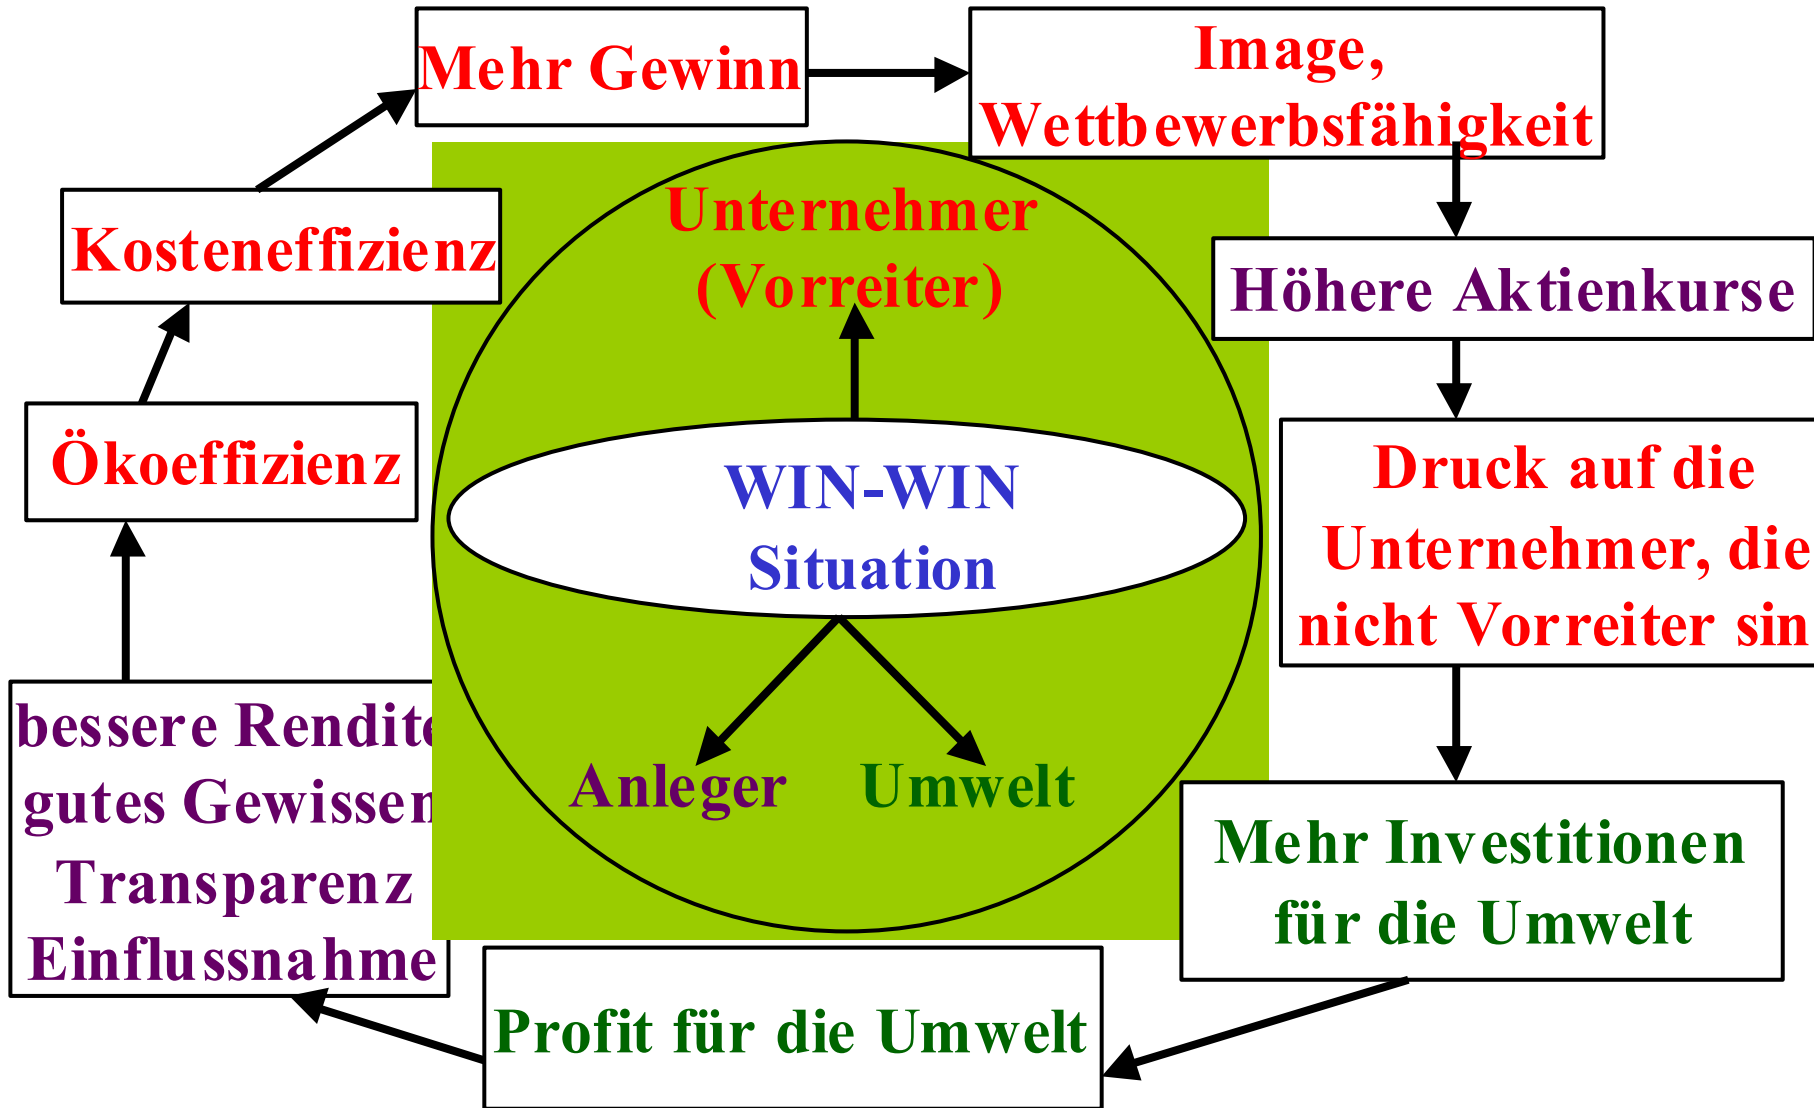 Mehr Gewinn
Image,
Wettbewerbsfähigkeit
Kosteneffizienz
Unternehmer
(Vorreiter)
Höhere Aktienkurse
Ökoeffizienz
WIN-WIN
Situation
Druck auf die
Unternehmer, die
nicht Vorreiter sin
bessere Rendite
gutes Gewissen
Transparenz
Einflussnahme
Anleger
Umwelt
Mehr Investitionen
für die Umwelt
Profit für die Umwelt